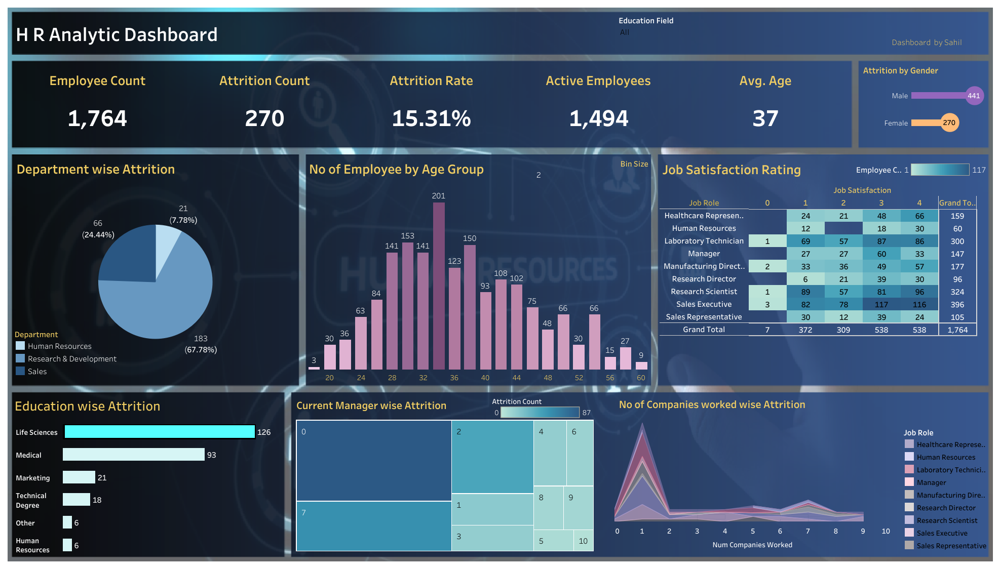 H R Analytic Dashboard
Education Field
All
Dashboard by Sahil
Employee Count
Attrition Count
Attrition Rate
Active Employees
Avg. Age
1,764
270
15.31%
1,494
37
Attrition by Gender
Male 441
Female 270
Department wise Attrition
21
(7.78%)
66
(24.44%)
183
(67.78%)
Department
Human Resources
Research & Development
Sales
No of Employee by Age Group
Bin Size
2
3 30 36 63 84 141 153 141 201 123 150 93 108 102 75 48 66 30 66 15 27 9
20 24 28 32 36 40 44 48 52 56 60
HUMAN RESOURCES
Job Satisfaction Rating
Employee C.. 1 117
Job Satisfaction
Job Role 0 1 2 3 4 Grand To..
Healthcare Represen.. 24 21 48 66 159
Human Resources 12 18 30 60
Laboratory Technician 1 69 57 87 86 300
Manager 27 27 60 33 147
Manufacturing Direct.. 2 33 36 49 57 177
Research Director 6 21 39 30 96
Research Scientist 1 89 57 81 96 324
Sales Executive 3 82 78 117 116 396
Sales Representative 30 12 39 24 105
Grand Total 7 372 309 538 538 1,764
Education wise Attrition
Life Sciences 126
Medical 93
Marketing 21
Technical
Degree 18
Other 6
Human
Resources 6
Current Manager wise Attrition
Attrition Count
0 87
0 2 4 6
7 1 8 9
3 5 10
No of Companies worked wise Attrition
0 1 2 3 4 5 6 7 8 9 10
Num Companies Worked
Job Role
Healthcare Represe..
Human Resources
Laboratory Technici..
Manager
Manufacturing Dire..
Research Director
Research Scientist
Sales Executive
Sales Representative